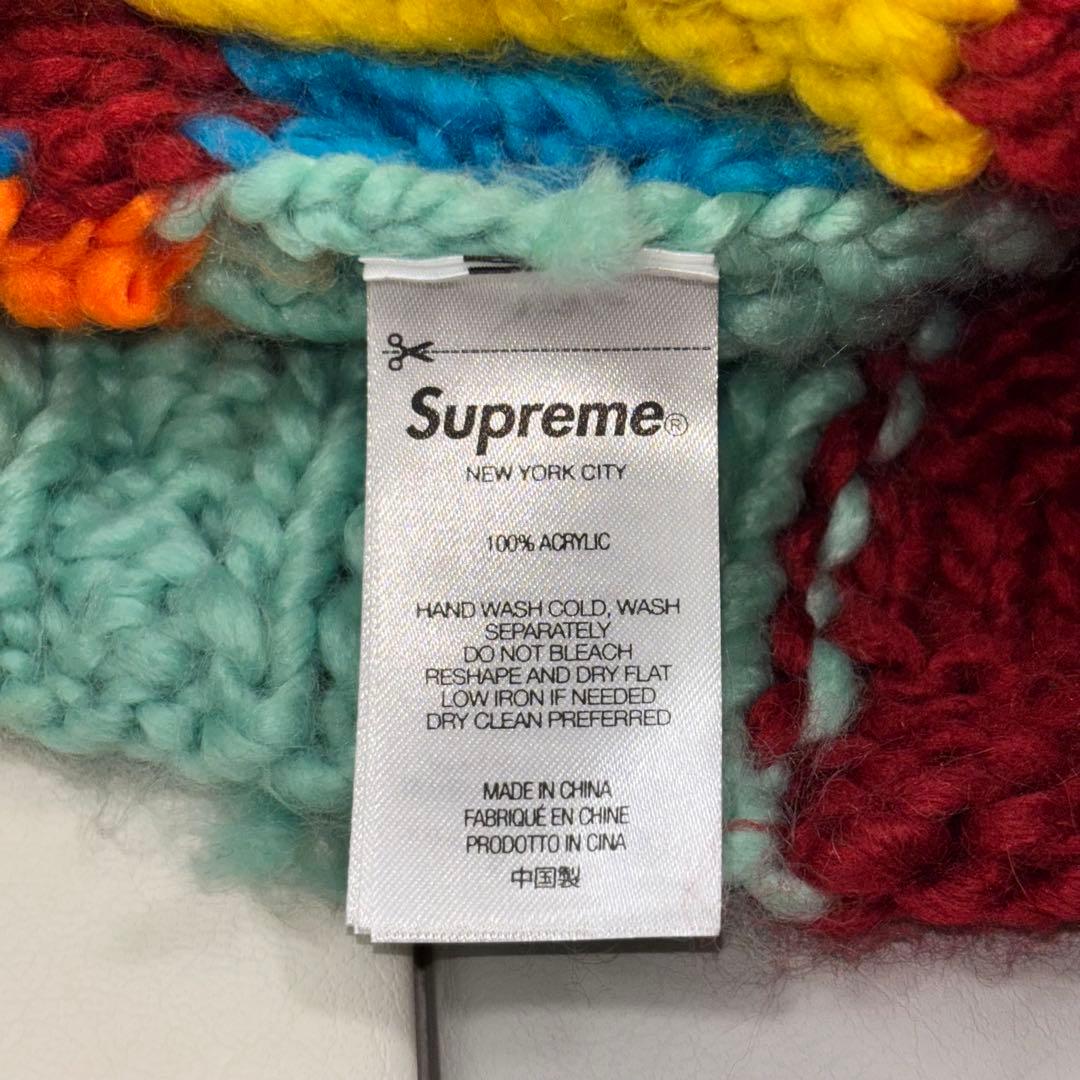 Supreme®
NEW YORK CITY
100% ACRYLIC
HAND WASH COLD, WASH
SEPARATELY
DO NOT BLEACH
RESHAPE AND DRY FLAT
LOW IRON IF NEEDED
DRY CLEAN PREFERRED
MADE IN CHINA
FABRIQUÉ EN CHINE
PRODOTTO IN CINA
中国製